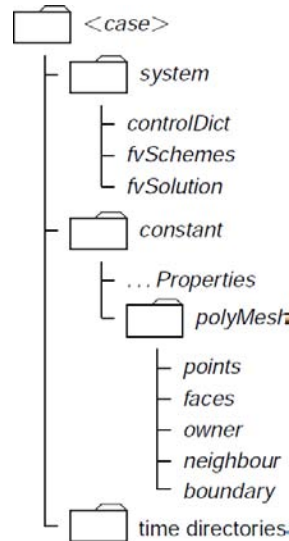 <case>
system
controlDict
fvSchemes
fvSolution
constant
...Properties
polyMesh
points
faces
owner
neighbour
boundary
time directories